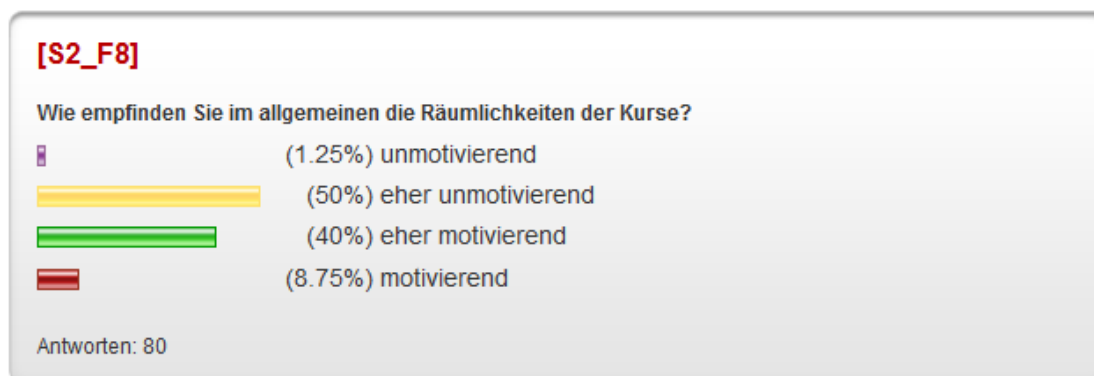 [S2_F8]
Wie empfinden Sie im allgemeinen die Räumlichkeiten der Kurse?
(1.25%) unmotivierend
(50%) eher unmotivierend
(40%) eher motivierend
(8.75%) motivierend
Antworten: 80